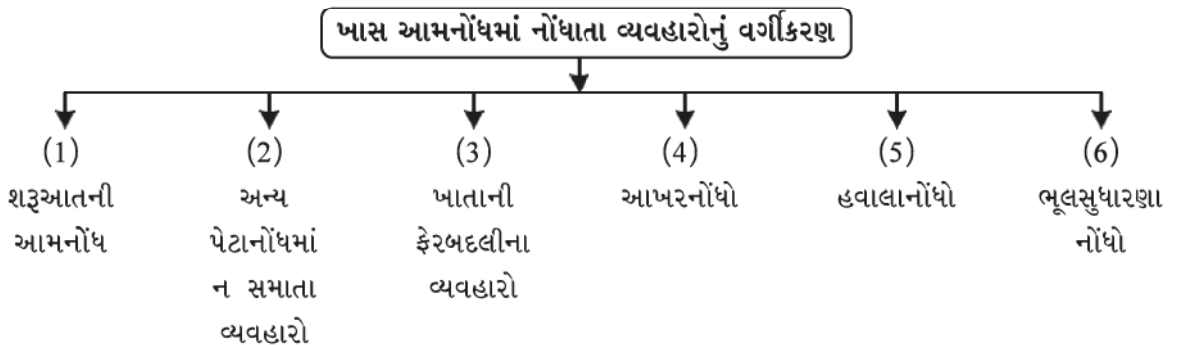 ખાસ આમનોંધમાં નોંધાતા વ્યવહારોનું વર્ગીકરણ
(1)
શરૂઆતની
આમનોંધ
(2)
અન્ય
પેટાનોંધમાં
ન સમાતા
વ્યવહારો
(3)
ખાતાની
ફેરબદલીના
વ્યવહારો
(4)
આખરનોંધો
(5)
હવાલાનોંધો
(6)
ભૂલસુધારણા
નોંધો